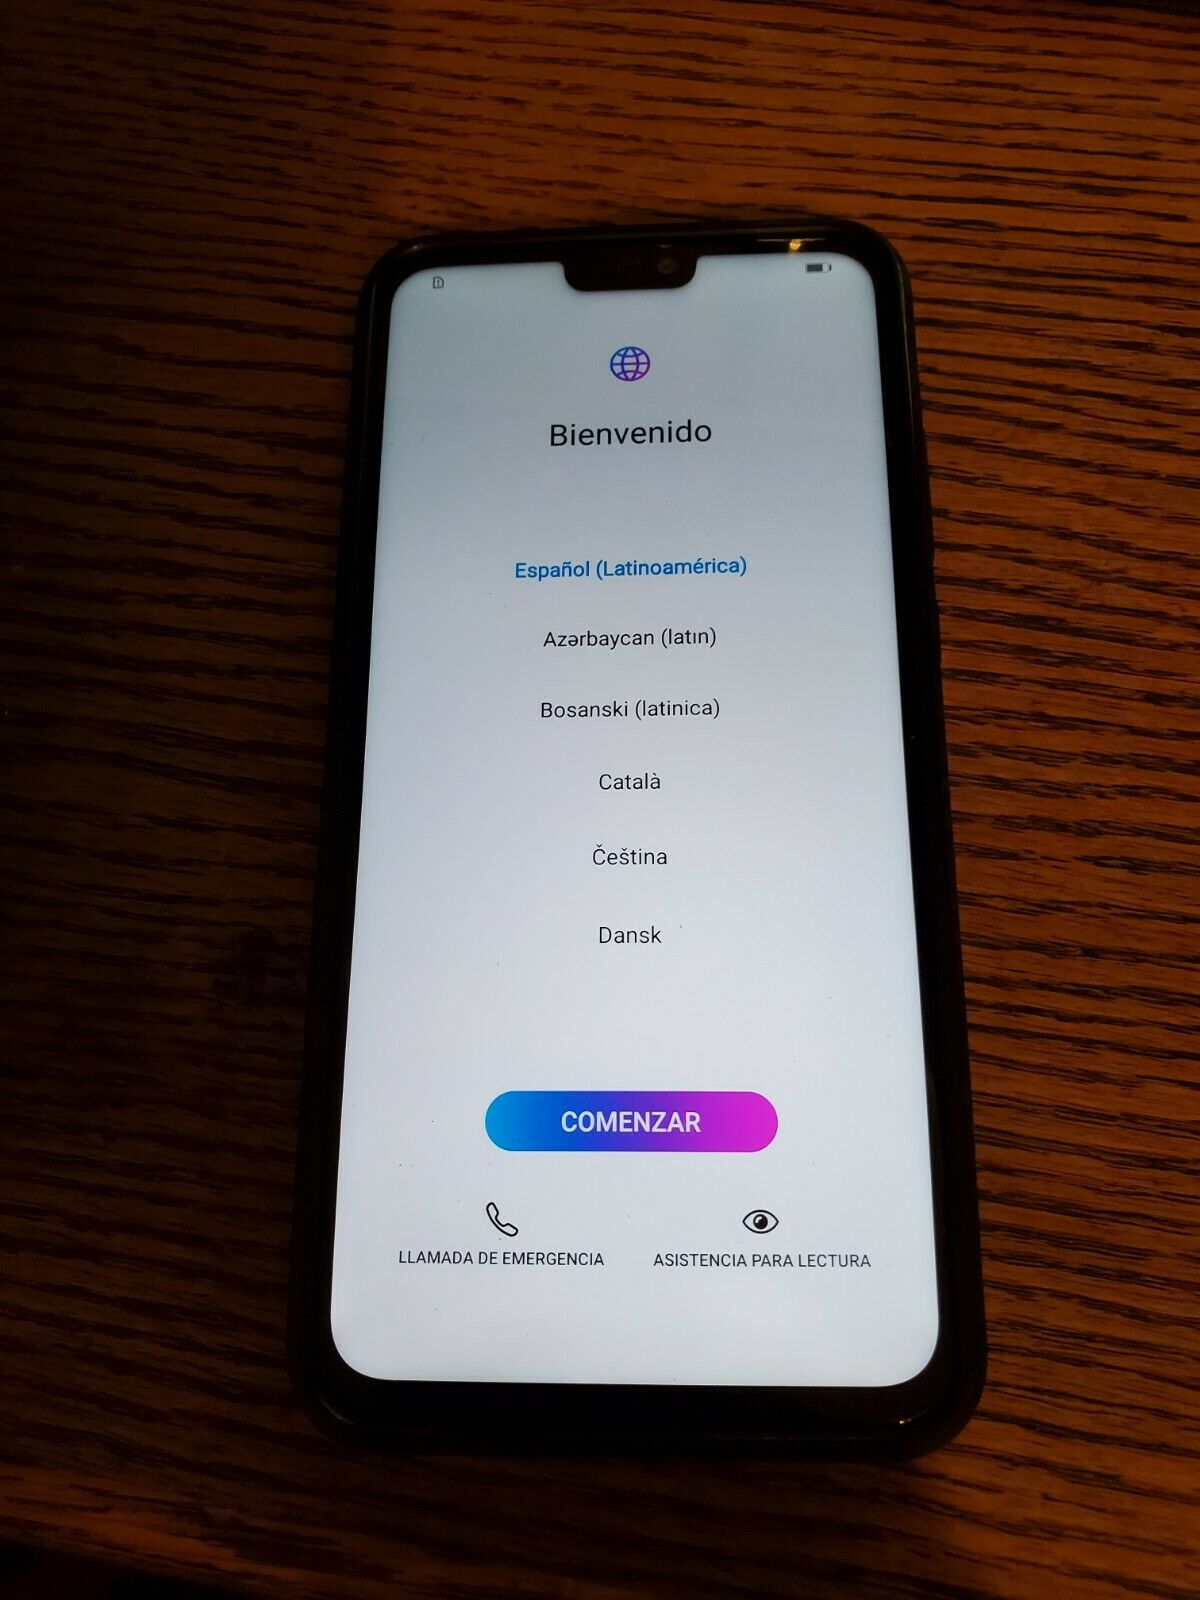 Bienvenido
Español (Latinoamérica)
Azərbaycan (latın)
Bosanski (latinica)
Català
Čeština
Dansk
COMENZAR
LLAMADA DE EMERGENCIA
ASISTENCIA PARA LECTURA